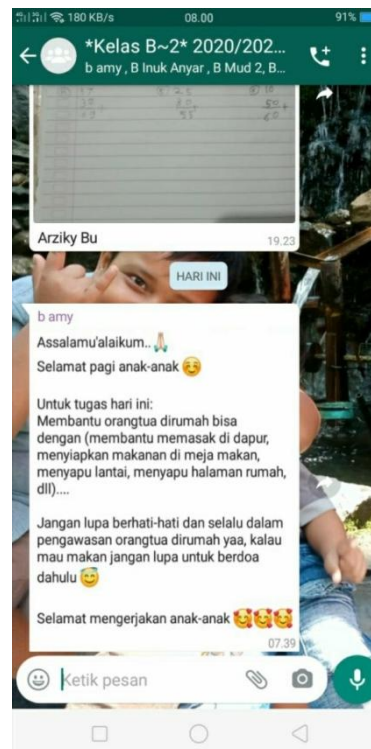 180 KB/s 08.00 91%
*Kelas B~2* 2020/202...
b amy , B Inuk Anyar , B Mud 2, B...
Arziky Bu
19.23
HARI INI
b amy
Assalamu'alaikum..🙏🏻
Selamat pagi anak-anak ☺️
Untuk tugas hari ini:
Membantu orangtua dirumah bisa
dengan (membantu memasak di dapur,
menyiapkan makanan di meja makan,
menyapu lantai, menyapu halaman rumah,
dll)....
Jangan lupa berhati-hati dan selalu dalam
pengawasan orangtua dirumah yaa, kalau
mau makan jangan lupa untuk berdoa
dahulu 😇
Selamat mengerjakan anak-anak 🥰🥰🥰
07.39
Ketik pesan